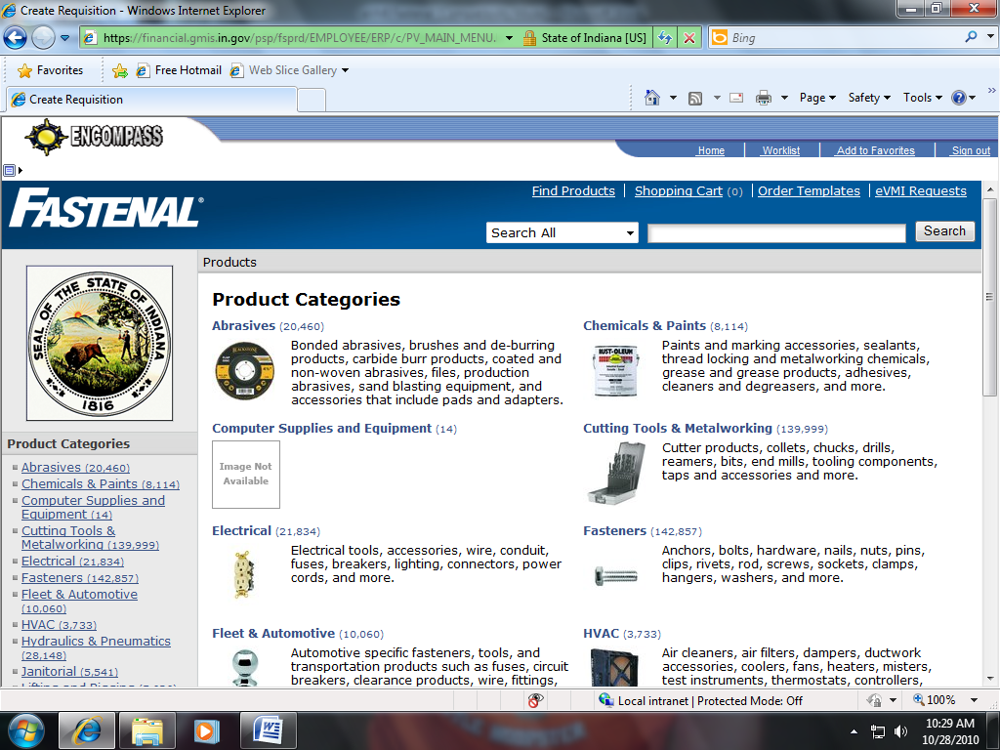 Create Requisition - Windows Internet Explorer
https://financial.gmis.in.gov/psp/fsprd/EMPLOYEE/ERP/c/PV_MAIN_MENU.
State of Indiana [US]
Bing
Favorites
Free Hotmail
Web Slice Gallery
Create Requisition
Page
Safety
Tools
ENCOMPASS
Home
Worklist
Add to Favorites
Sign out
FASTENAL®
Find Products
Shopping Cart (0)
Order Templates
eVMI Requests
Search All
Search
SEAL OF THE STATE OF INDIANA
1816
Products
Product Categories
Abrasives (20,460)
Bonded abrasives, brushes and de-burring
products, carbide burr products, coated and
non-woven abrasives, files, production
abrasives, sand blasting equipment, and
accessories that include pads and adapters.
Chemicals & Paints (8,114)
RUST-OLEUM
Paints and marking accessories, sealants,
thread locking and metalworking chemicals,
grease and grease products, adhesives,
cleaners and degreasers, and more.
Computer Supplies and Equipment (14)
Image Not
Available
Cutting Tools & Metalworking (139,999)
Cutter products, collets, chucks, drills,
reamers, bits, end mills, tooling components,
taps and accessories and more.
Electrical (21,834)
Electrical tools, accessories, wire, conduit,
fuses, breakers, lighting, connectors, power
cords, and more.
Fasteners (142,857)
Anchors, bolts, hardware, nails, nuts, pins,
clips, rivets, rod, screws, sockets, clamps,
hangers, washers, and more.
Fleet & Automotive (10,060)
Automotive specific fasteners, tools, and
transportation products such as fuses, circuit
breakers, clearance products, wire, fittings,
HVAC (3,733)
Air cleaners, air filters, dampers, ductwork
accessories, coolers, fans, heaters, misters,
test instruments, thermostats, controllers,
Product Categories
Abrasives (20,460)
Chemicals & Paints (8,114)
Computer Supplies and
Equipment (14)
Cutting Tools &
Metalworking (139,999)
Electrical (21,834)
Fasteners (142,857)
Fleet & Automotive
(10,060)
HVAC (3,733)
Hydraulics & Pneumatics
(28,148)
Janitorial (5,541)
Local intranet | Protected Mode: Off
100%
10:29 AM
10/28/2010